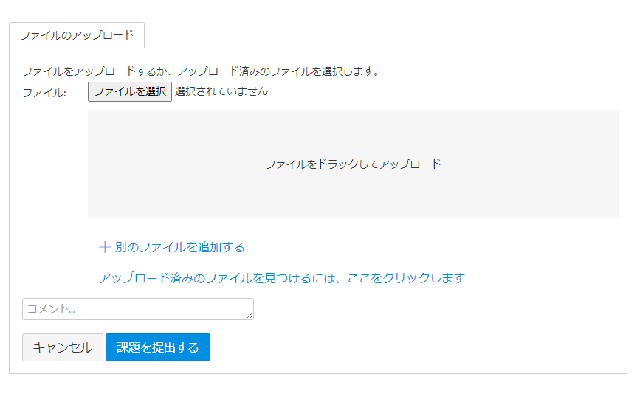 ファイルのアップロード
ファイルをアップロードするか、アップロード済みのファイルを選択します。
ファイル: ファイルを選択 選択されていません
ファイルをドラッグしてアップロード
＋ 別のファイルを追加する
アップロード済みのファイルを見つけるには、ここをクリックします
コメント...
キャンセル 課題を提出する